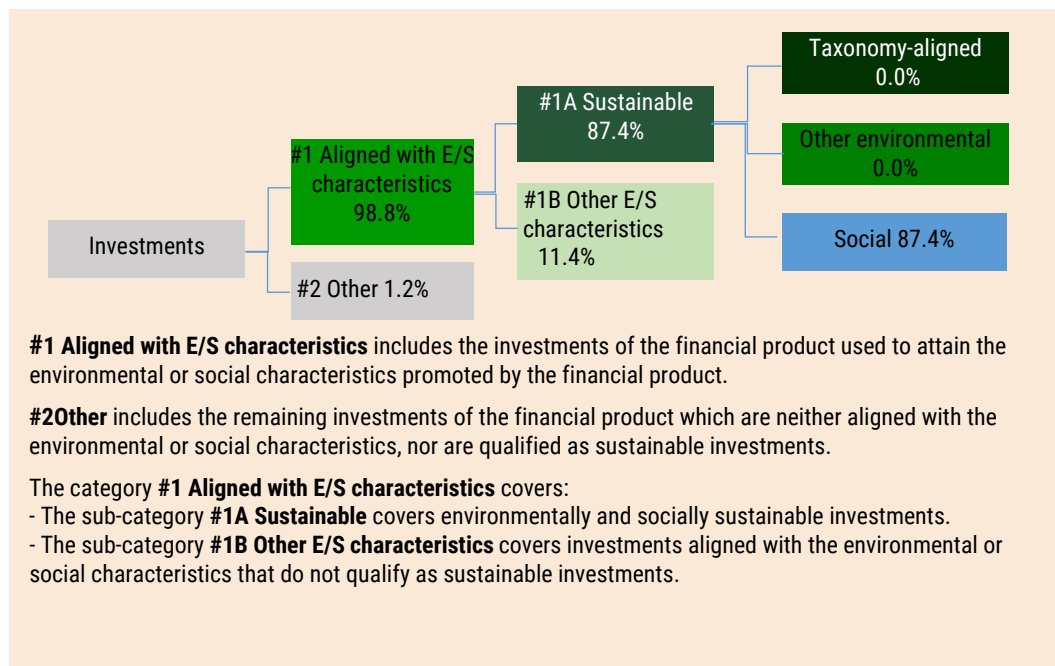 Investments
#1 Aligned with E/S
characteristics
98.8%
#2 Other 1.2%
#1A Sustainable
87.4%
#1B Other E/S
characteristics
11.4%
Taxonomy-aligned
0.0%
Other environmental
0.0%
Social 87.4%
#1 Aligned with E/S characteristics includes the investments of the financial product used to attain the
environmental or social characteristics promoted by the financial product.
#2Other includes the remaining investments of the financial product which are neither aligned with the
environmental or social characteristics, nor are qualified as sustainable investments.
The category #1 Aligned with E/S characteristics covers:
- The sub-category #1A Sustainable covers environmentally and socially sustainable investments.
- The sub-category #1B Other E/S characteristics covers investments aligned with the environmental or
social characteristics that do not qualify as sustainable investments.